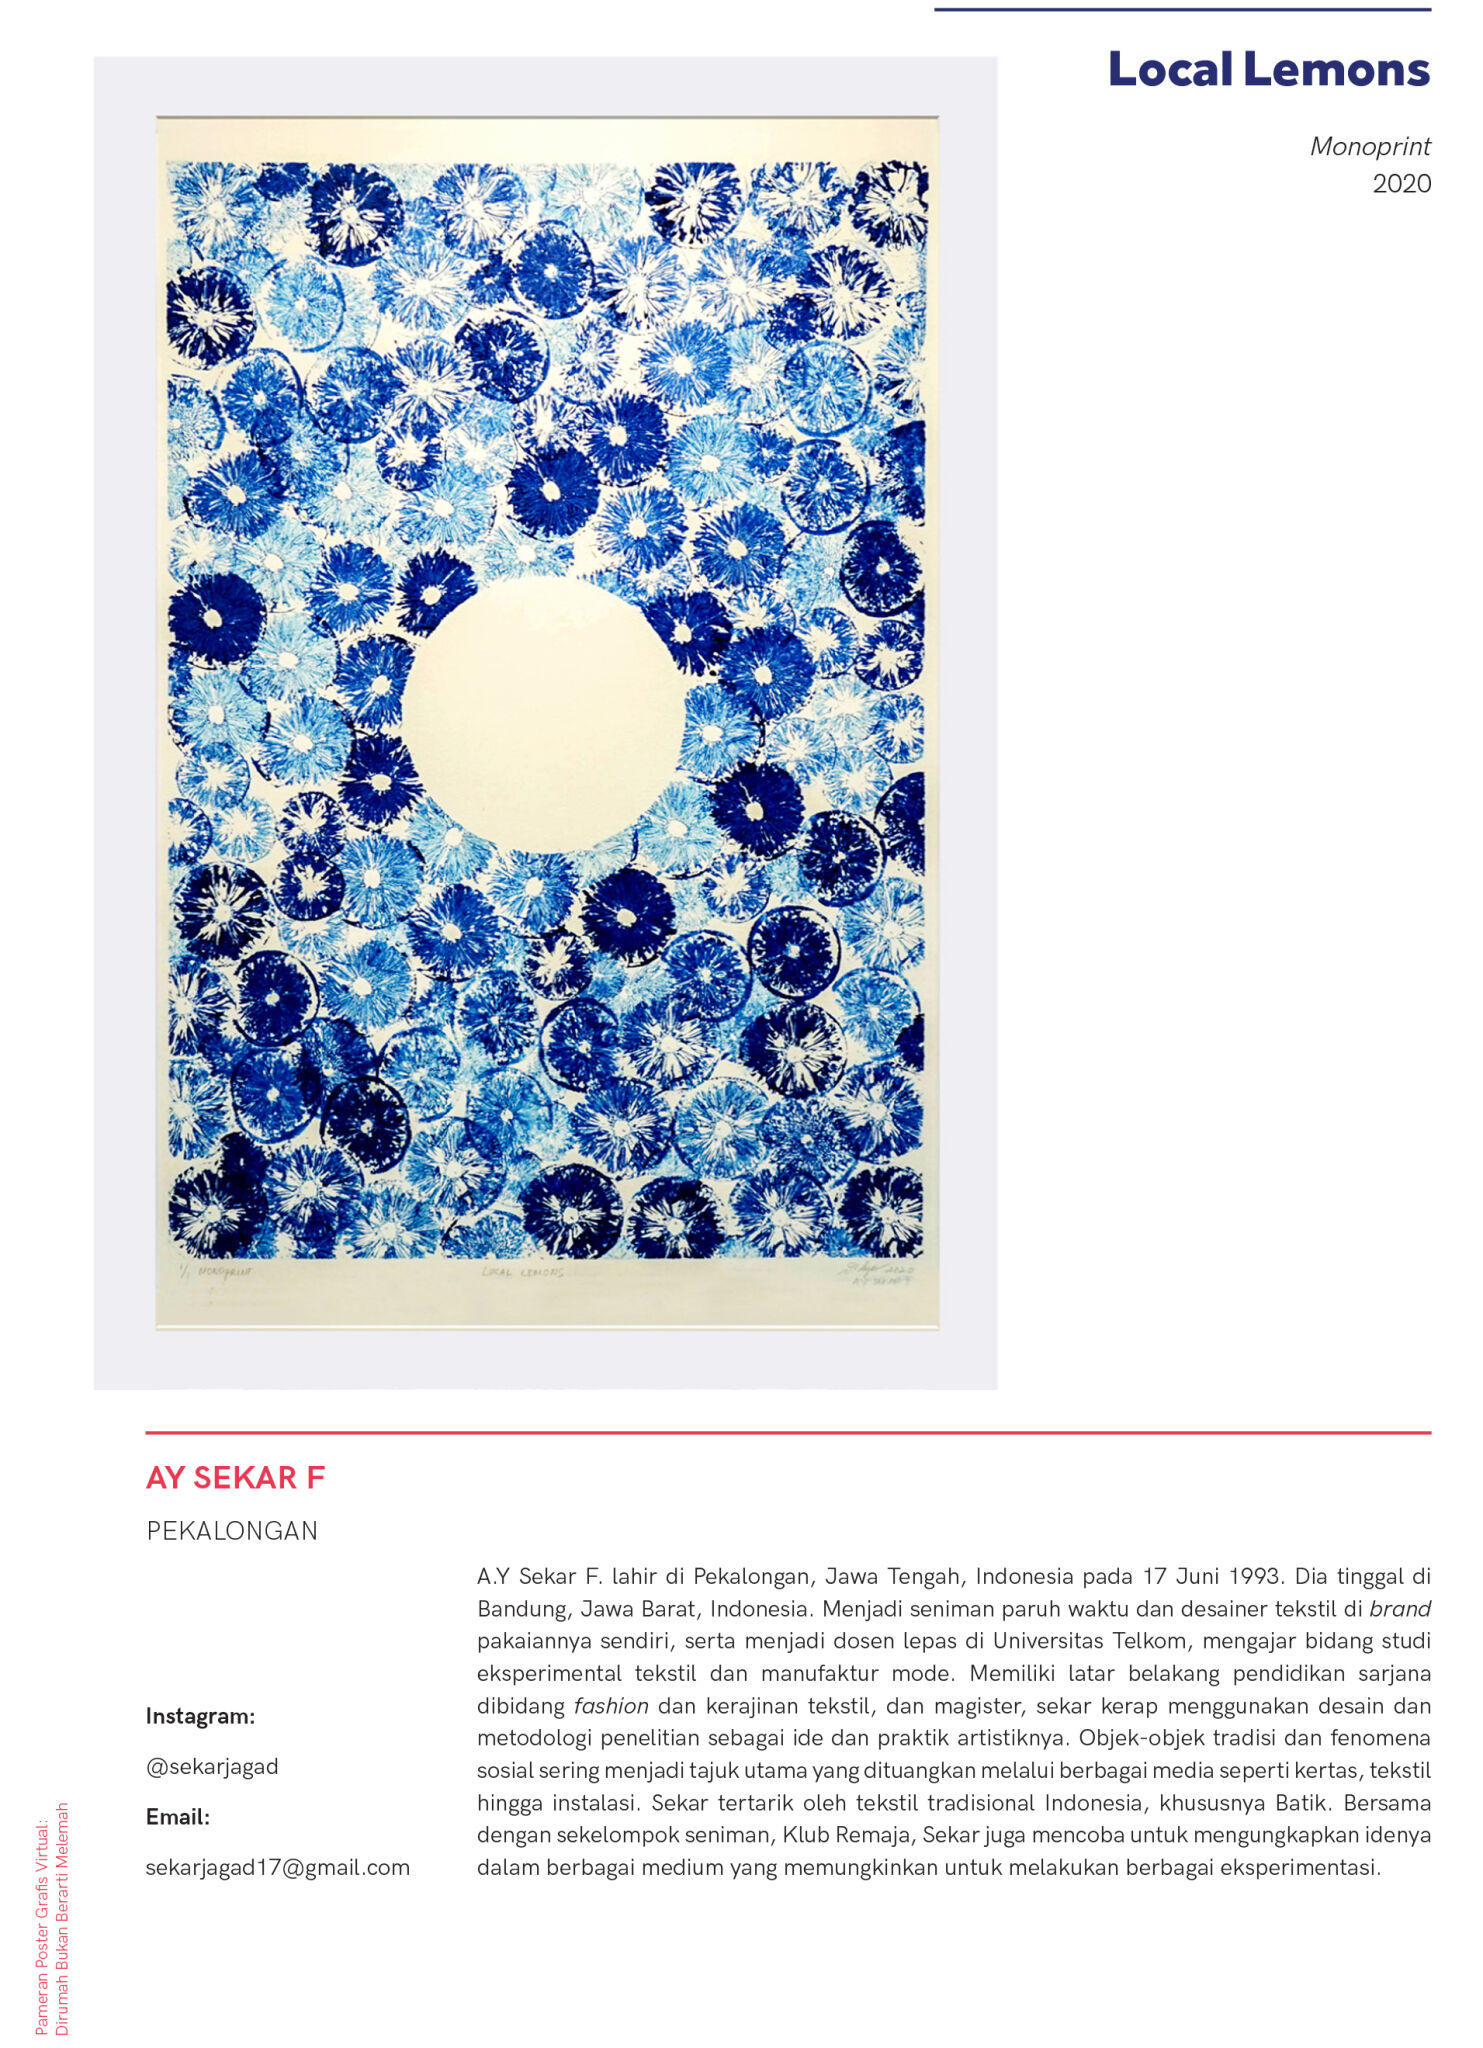 Local Lemons
Monoprint
2020
1/1 MONOPRINT
LOCAL LEMONS
2020
AY SEKAR F
PEKALONGAN
A.Y Sekar F. lahir di Pekalongan, Jawa Tengah, Indonesia pada 17 Juni 1993. Dia tinggal di
Bandung, Jawa Barat, Indonesia. Menjadi seniman paruh waktu dan desainer tekstil di brand
pakaiannya sendiri, serta menjadi dosen lepas di Universitas Telkom, mengajar bidang studi
eksperimental tekstil dan manufaktur mode. Memiliki latar belakang pendidikan sarjana
dibidang fashion dan kerajinan tekstil, dan magister, sekar kerap menggunakan desain dan
metodologi penelitian sebagai ide dan praktik artistiknya. Objek-objek tradisi dan fenomena
sosial sering menjadi tajuk utama yang dituangkan melalui berbagai media seperti kertas, tekstil
hingga instalasi. Sekar tertarik oleh tekstil tradisional Indonesia, khususnya Batik. Bersama
dengan sekelompok seniman, Klub Remaja, Sekar juga mencoba untuk mengungkapkan idenya
dalam berbagai medium yang memungkinkan untuk melakukan berbagai eksperimentasi.
Instagram:
@sekarjagad
Email:
sekarjagad17@gmail.com
Pameran Poster Grafis Virtual:
Dirumah Bukan Berarti Melemah